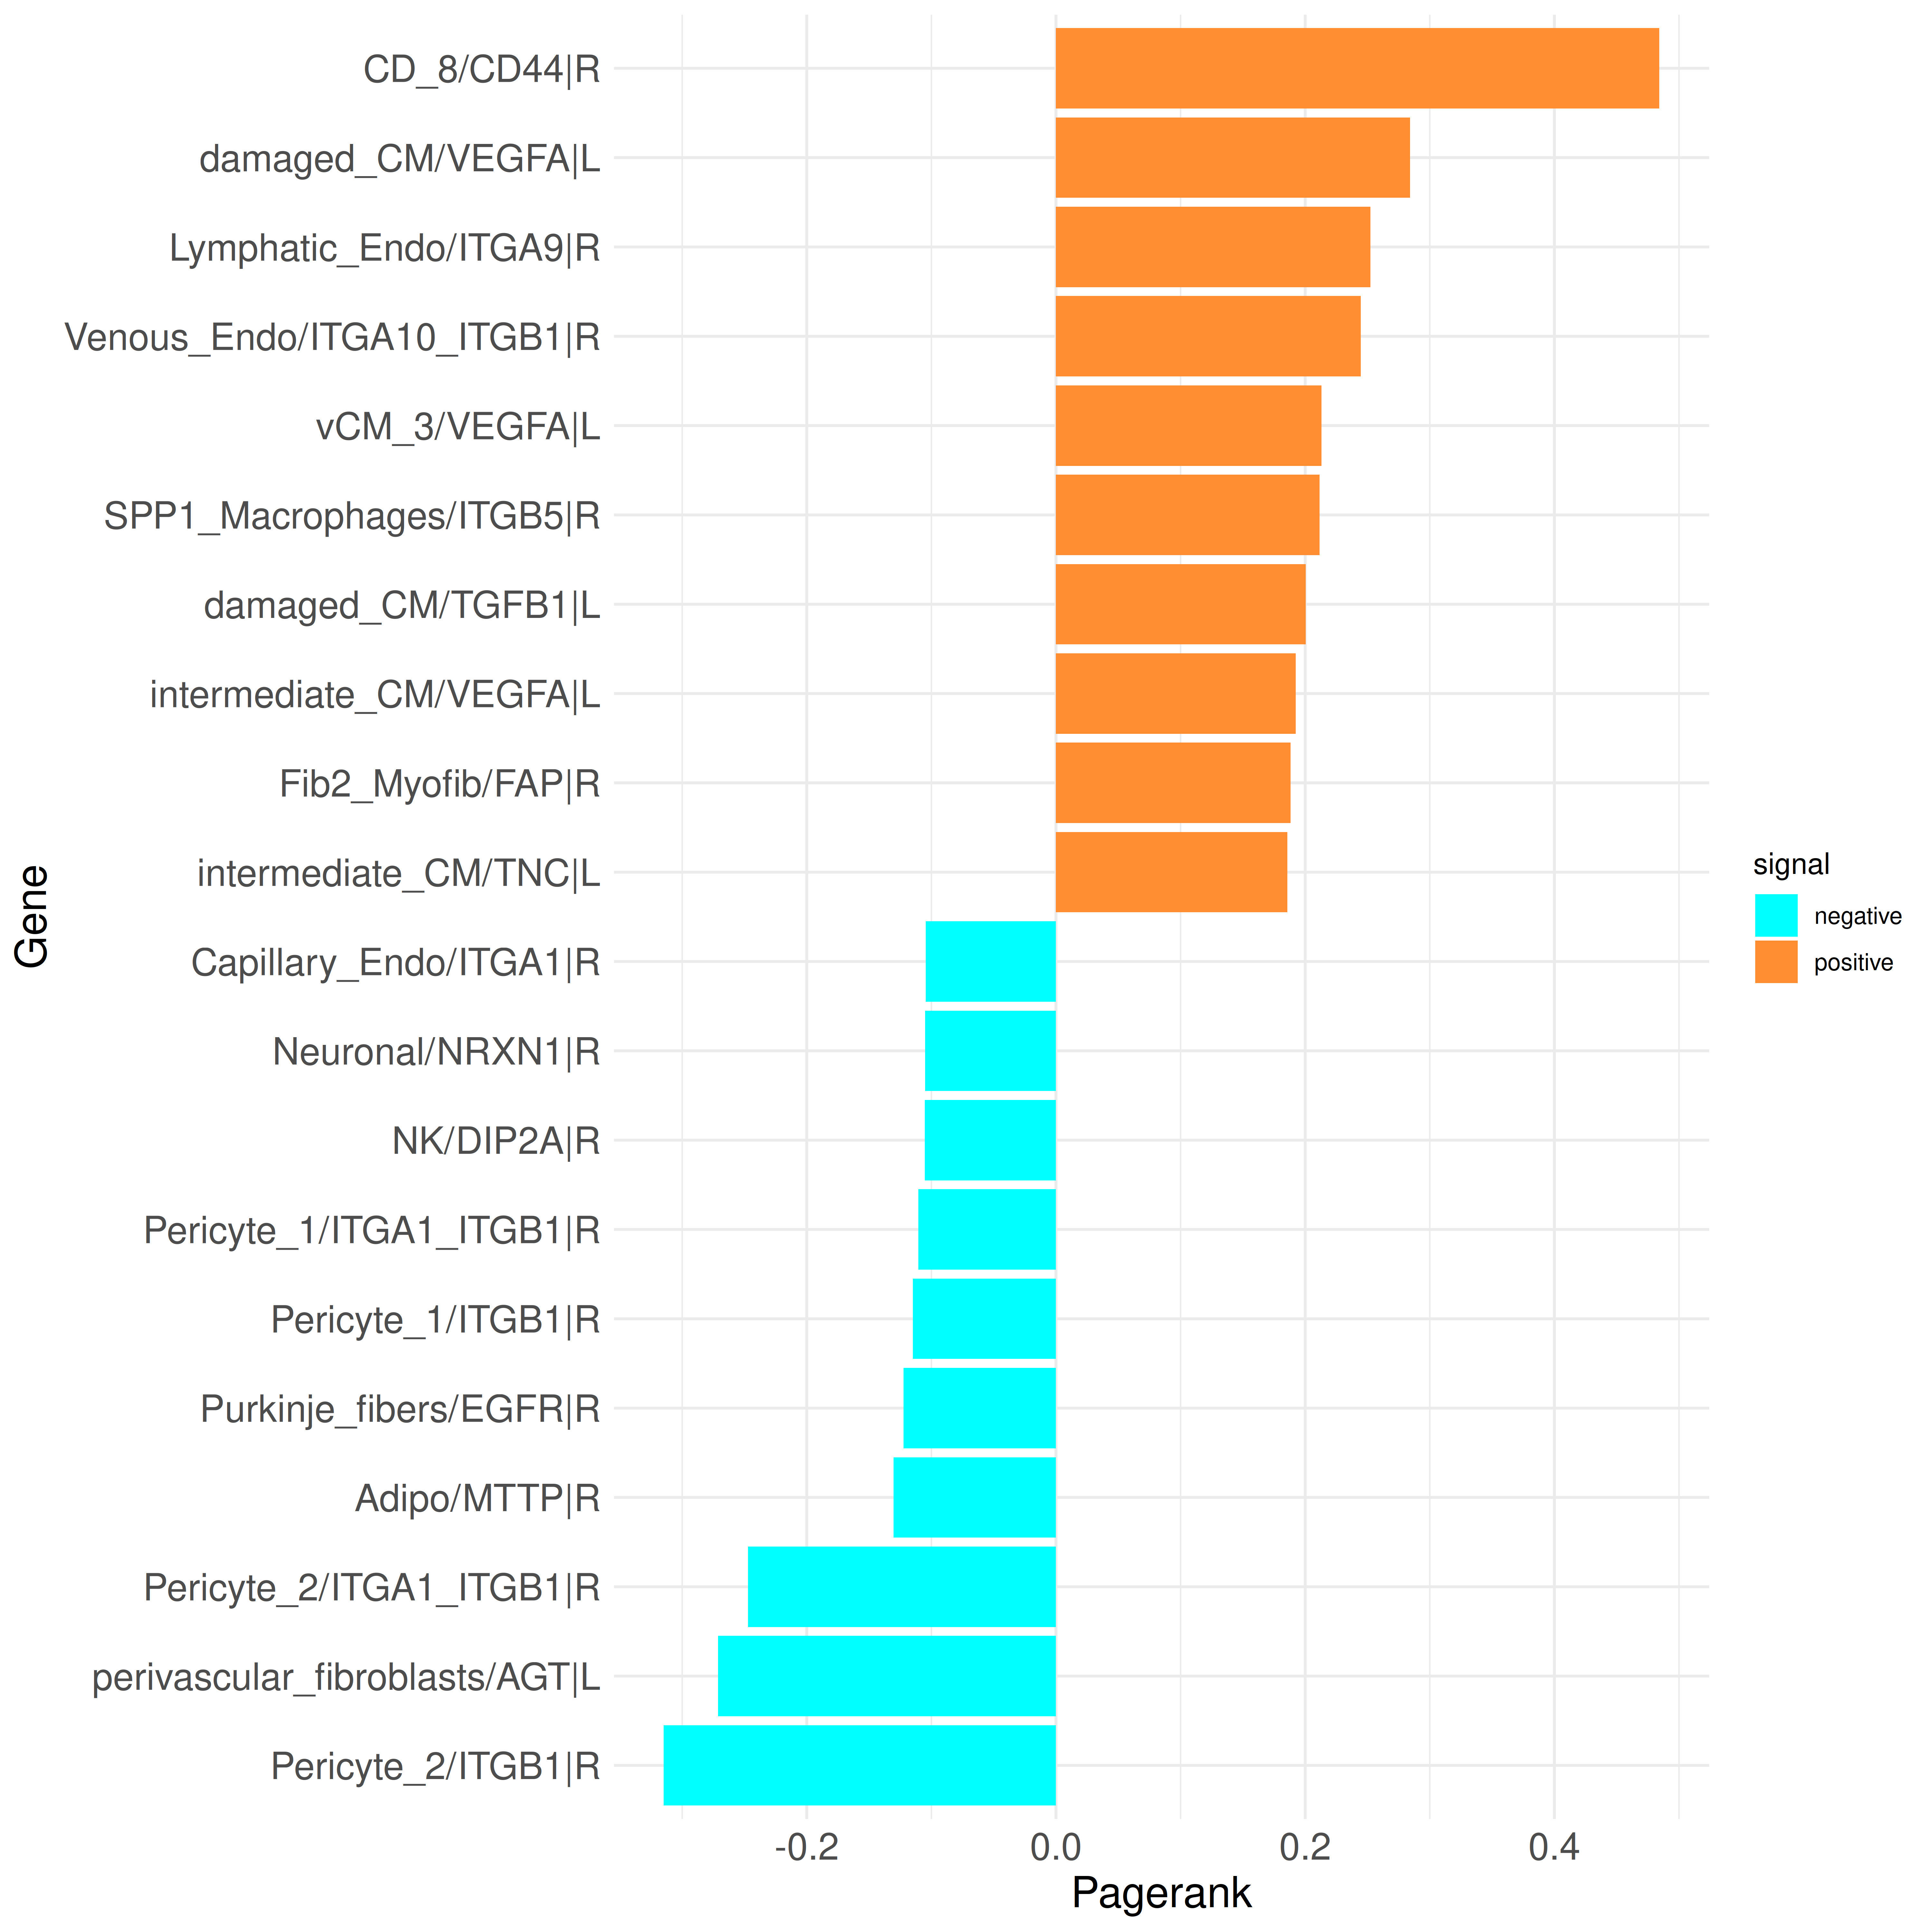 CD_8/CD44|R
damaged_CM/VEGFA|L
Lymphatic_Endo/ITGA9|R
Venous_Endo/ITGA10_ITGB1|R
vCM_3/VEGFA|L
SPP1_Macrophages/ITGB5|R
damaged_CM/TGFB1|L
intermediate_CM/VEGFA|L
Fib2_Myofib/FAP|R
intermediate_CM/TNC|L
Capillary_Endo/ITGA1|R
Neuronal/NRXN1|R
NK/DIP2A|R
Pericyte_1/ITGA1_ITGB1|R
Pericyte_1/ITGB1|R
Purkinje_fibers/EGFR|R
Adipo/MTTP|R
Pericyte_2/ITGA1_ITGB1|R
perivascular_fibroblasts/AGT|L
Pericyte_2/ITGB1|R
Gene
-0.2 0.0 0.2 0.4
Pagerank
signal
negative
positive